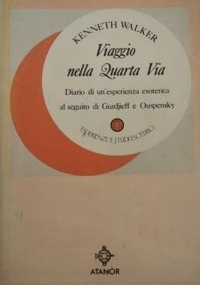 KENNETH WALKER
Viaggio
nella Quarta Via
Diario di un'esperienza esoterica
al seguito di Gurdjieff e Ouspensky
ESPERIENZE E STUDI ESOTERICI
ATANÒR